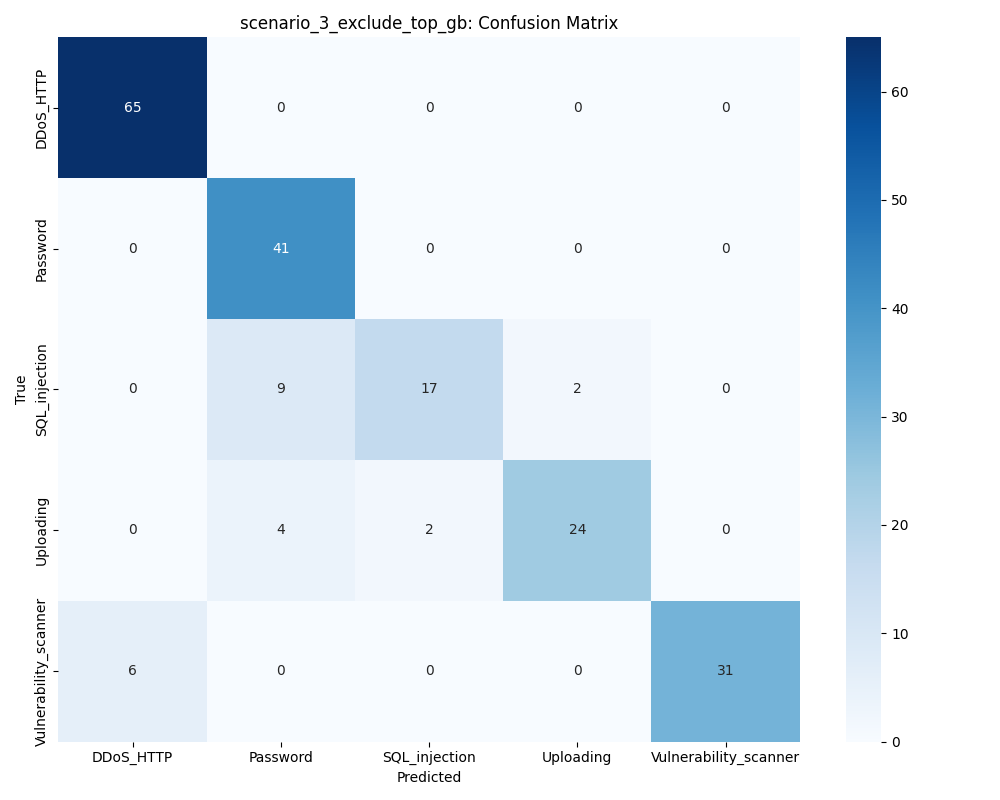 scenario_3_exclude_top_gb: Confusion Matrix
DDoS_HTTP
65 0 0 0 0
Password
0 41 0 0 0
SQL_injection
0 9 17 2 0
Uploading
0 4 2 24 0
Vulnerability_scanner
6 0 0 0 31
True
DDoS_HTTP Password SQL_injection Uploading Vulnerability_scanner
Predicted
60
50
40
30
20
10
0